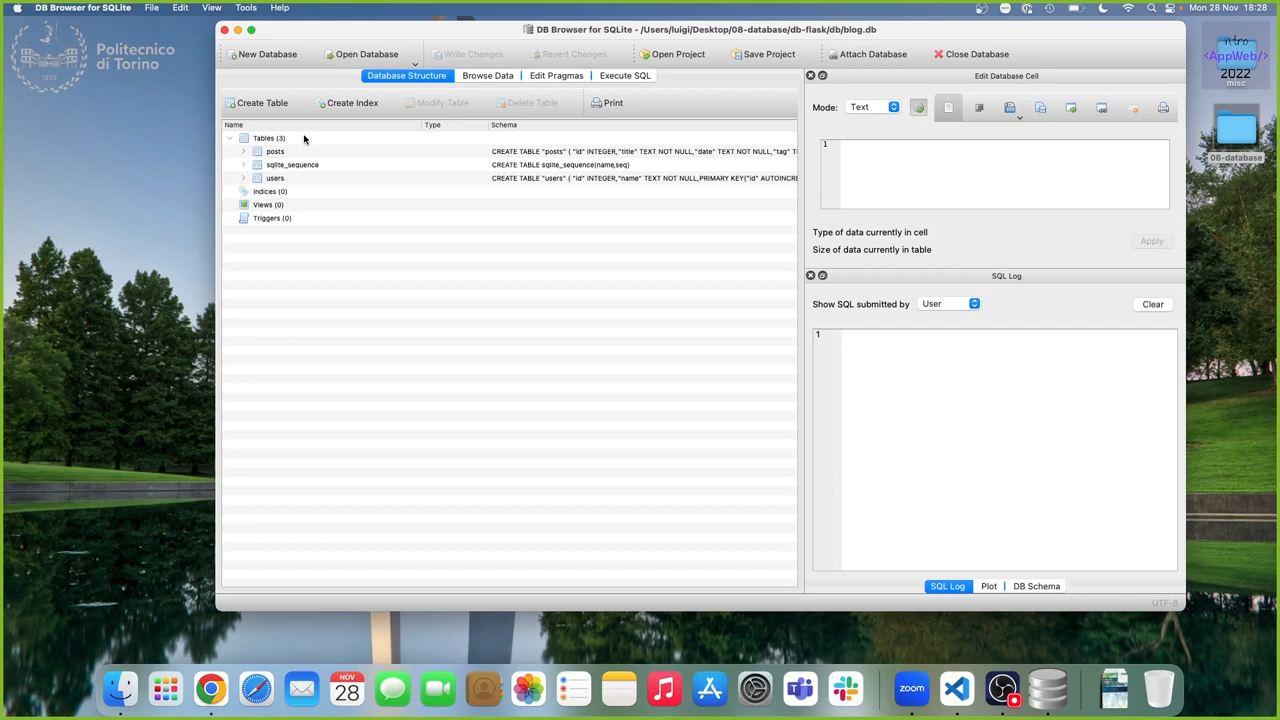 DB Browser for SQLite File Edit View Tools Help Mon 28 Nov 18:28
Politecnico
di Torino
1859
DB Browser for SQLite - /Users/luigi/Desktop/08-database/db-flask/db/blog.db
New Database Open Database Write Changes Revert Changes Open Project Save Project Attach Database Close Database
Database Structure Browse Data Edit Pragmas Execute SQL
Create Table Create Index Modify Table Delete Table Print
Name Type Schema
Tables (3)
posts CREATE TABLE "posts" ( "id" INTEGER,"title" TEXT NOT NULL,"date" TEXT NOT NULL,"tag" T
sqlite_sequence CREATE TABLE sqlite_sequence(name,seq)
users CREATE TABLE "users" ( "id" INTEGER,"name" TEXT NOT NULL,PRIMARY KEY("id" AUTOINCRE
Indices (0)
Views (0)
Triggers (0)
Edit Database Cell
Mode: Text
1
Type of data currently in cell
Size of data currently in table
Apply
SQL Log
Show SQL submitted by User Clear
1
SQL Log Plot DB Schema
UTF-8
intro
<AppWeb/>
2022
misc
08-database
NOV
28
zoom